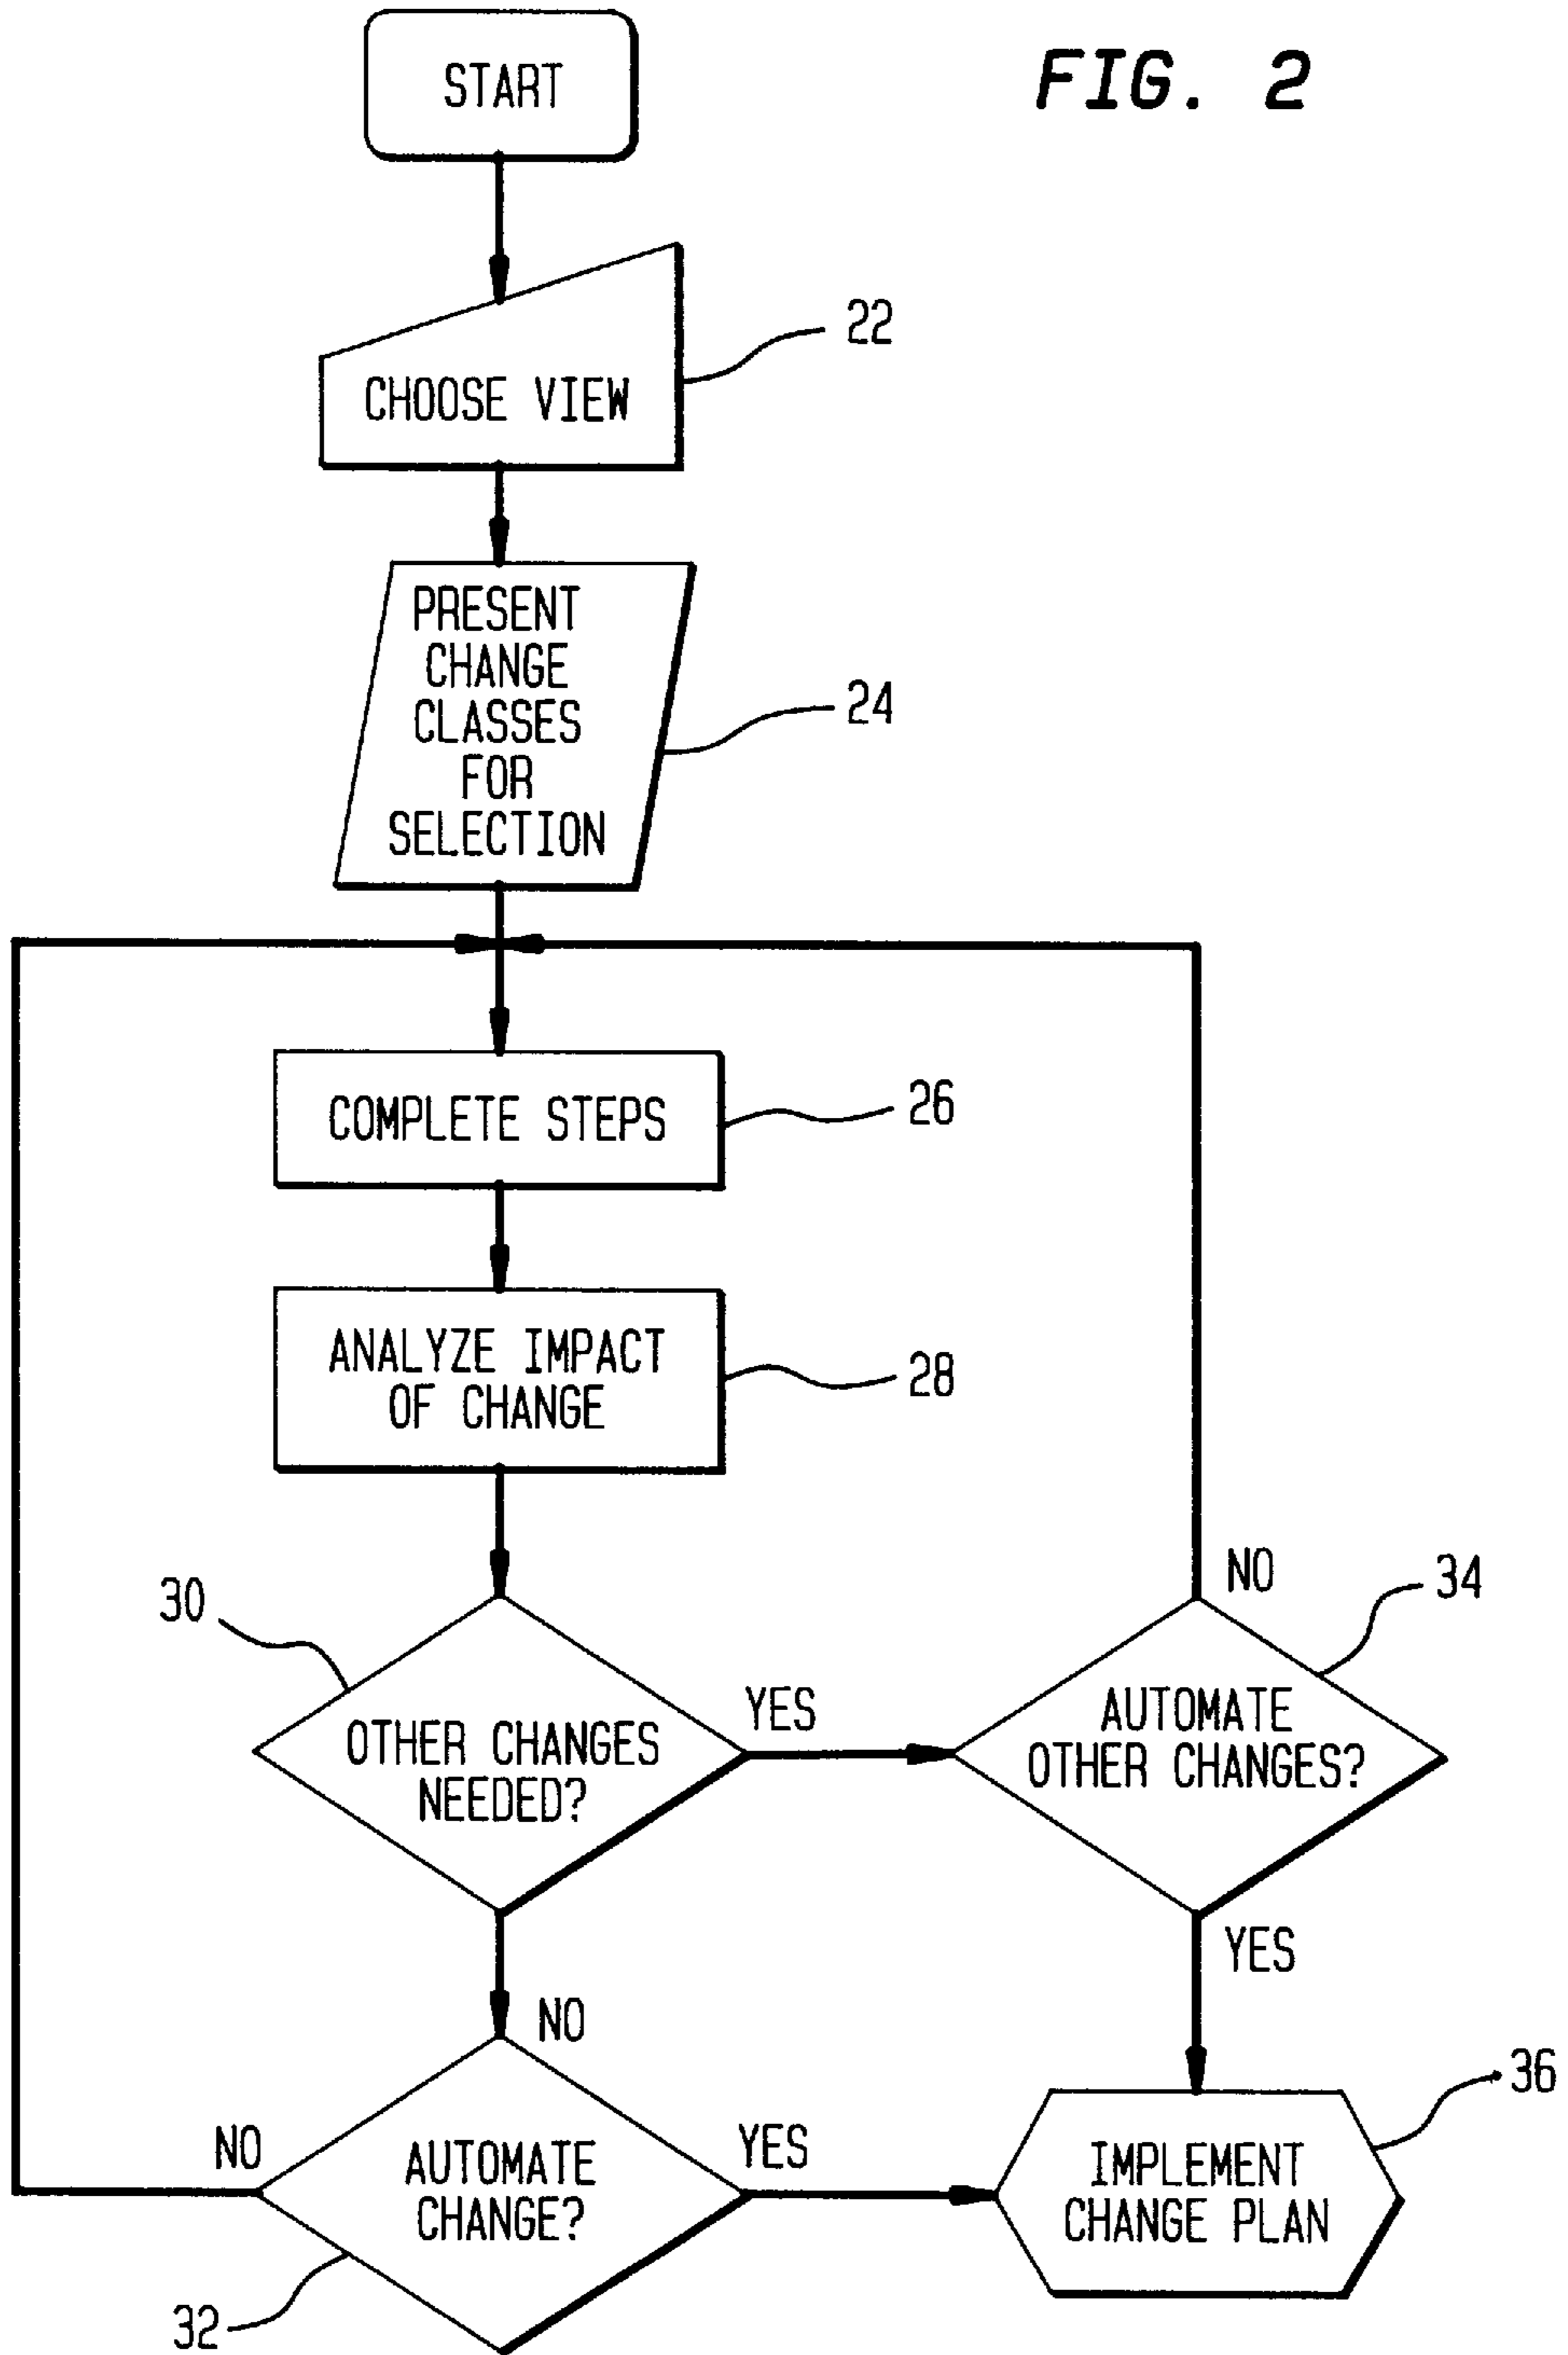 FIG. 2
START
CHOOSE VIEW
22
PRESENT
CHANGE
CLASSES
FOR
SELECTION
24
COMPLETE STEPS
26
ANALYZE IMPACT
OF CHANGE
28
30
OTHER CHANGES
NEEDED?
YES
NO
34
AUTOMATE
OTHER CHANGES?
YES
NO
NO
AUTOMATE
CHANGE?
YES
32
36
IMPLEMENT
CHANGE PLAN